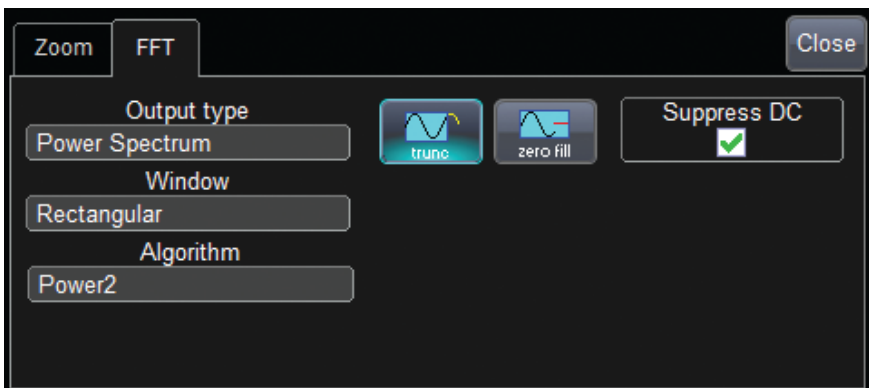 Zoom FFT Close
Output type
Power Spectrum
trunc zero fill
Suppress DC
Window
Rectangular
Algorithm
Power2